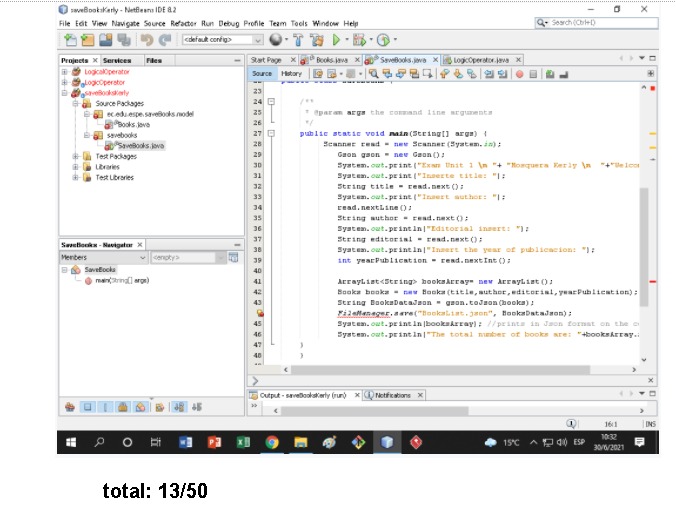 saveBooksKerly - NetBeans IDE 8.2
File Edit View Navigate Source Refactor Run Debug Profile Team Tools Window Help
Search (Ctrl+I)
<default config>
Projects × Services Files
LogicalOperator
LogicOperator
saveBooksKerly
Source Packages
ec.edu.espe.saveBooks.model
Books.java
savebooks
SaveBooks.java
Test Packages
Libraries
Test Libraries
SaveBooks - Navigator ×
Members <empty>
SaveBooks
main(String[] args)
Start Page × Books.java × SaveBooks.java × LogicOperator.java ×
Source History
23
24 /**
25 * @param args the command line arguments
26 */
27 public static void main(String[] args) {
28 Scanner read = new Scanner(System.in);
29 Gson gson = new Gson();
30 System.out.print("Exam Unit 1 \n "+ "Mosquera Kerly \n "+"Welco
31 System.out.println("Inserte title: ");
32 String title = read.next();
33 System.out.print("Insert author: ");
34 read.nextLine();
35 String author = read.next();
36 System.out.println("Editorial insert: ");
37 String editorial = read.next();
38 System.out.println("Insert the year of publicacion: ");
39 int yearPublication = read.nextInt();
40
41 ArrayList<String> booksArray= new ArrayList();
42 Books books = new Books(title,author,editorial,yearPublication);
43 String BooksDataJson = gson.toJson(books);
FileManager.save("BooksList.json", BooksDataJson);
45 System.out.println(booksArray); //prints in Json format on the c
46 System.out.println("The total number of books are: "+booksArray.
47 }
48 }
Output - saveBooksKerly (run) × Notifications ×
16:1 INS
15°C ESP 10:32
30/6/2021
total: 13/50